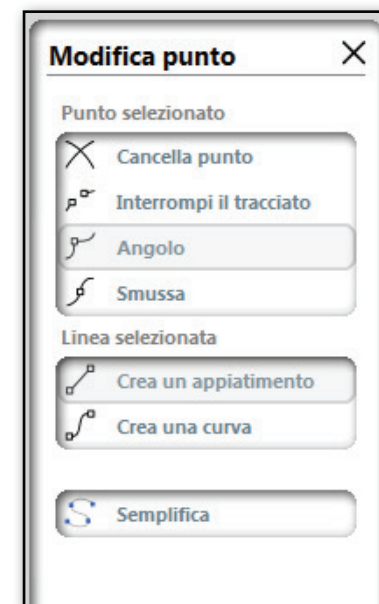 Modifica punto
Punto selezionato
Cancella punto
Interrompi il tracciato
Angolo
Smussa
Linea selezionata
Crea un appiatimento
Crea una curva
Semplifica